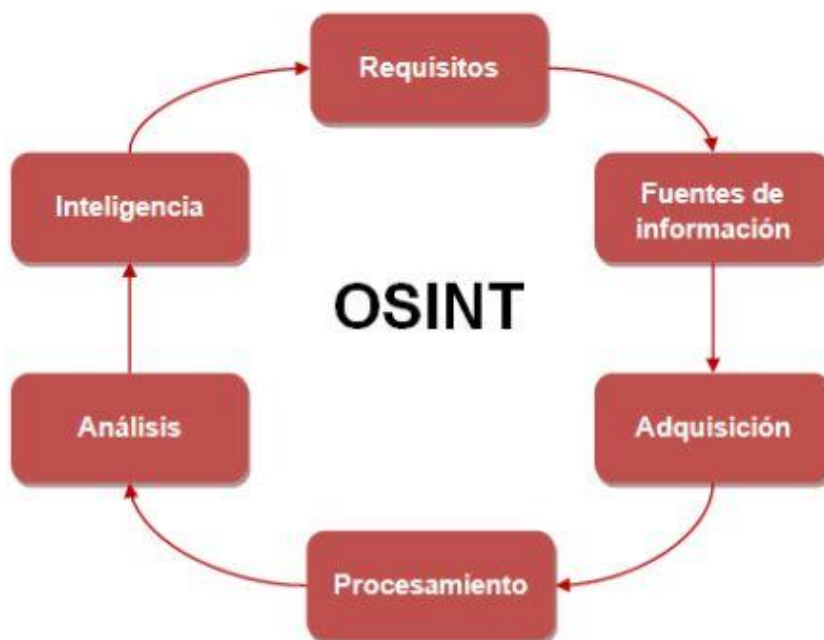 Requisitos
Fuentes de
información
Adquisición
Procesamiento
Análisis
Inteligencia
OSINT